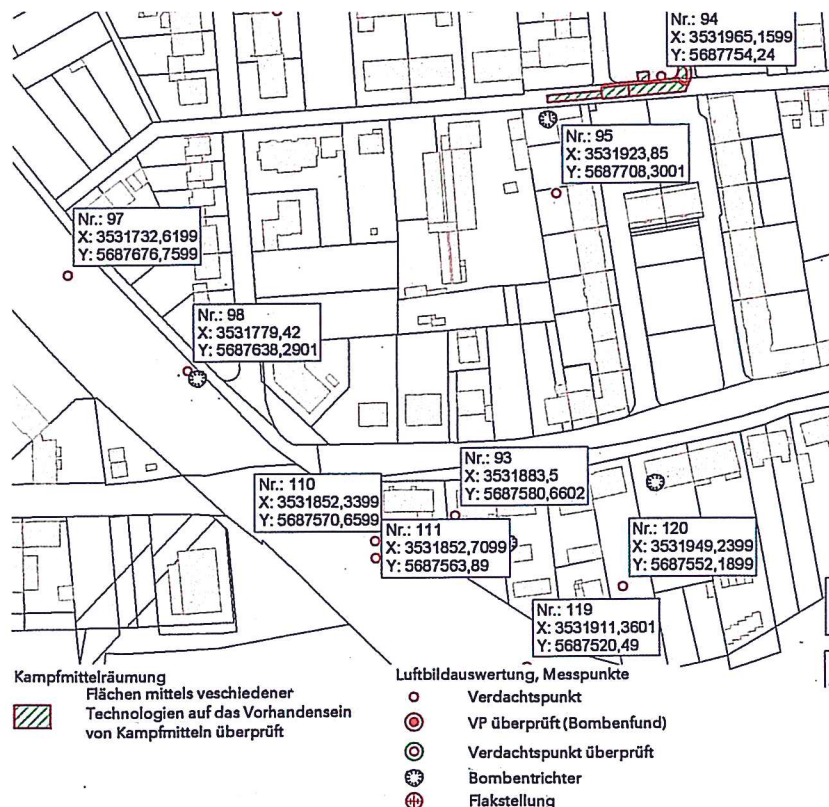 Nr.: 94
X: 3531965,1599
Y: 5687754,24
Nr.: 95
X: 3531923,85
Y: 5687708,3001
Nr.: 97
X: 3531732,6199
Y: 5687676,7599
Nr.: 98
X: 3531779,42
Y: 5687638,2901
Nr.: 93
X: 3531883,5
Y: 5687580,6602
Nr.: 110
X: 3531852,3399
Y: 5687570,6599
Nr.: 111
X: 3531852,7099
Y: 5687563,89
Nr.: 120
X: 3531949,2399
Y: 5687552,1899
Nr.: 119
X: 3531911,3601
Y: 5687520,49
Kampfmittelräumung
Flächen mittels veschiedener
Technologien auf das Vorhandensein
von Kampfmitteln überprüft
Luftbildauswertung, Messpunkte
Verdachtspunkt
VP überprüft (Bombenfund)
Verdachtspunkt überprüft
Bombentrichter
Flakstellung